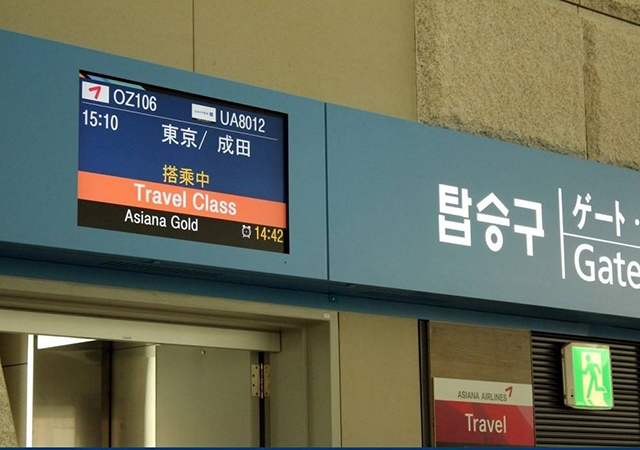 OZ106
UA8012
15:10
東京/ 成田
搭乗中
Travel Class
Asiana Gold
14:42
탑승구
ゲート・
Gate
ASIANA AIRLINES
Travel